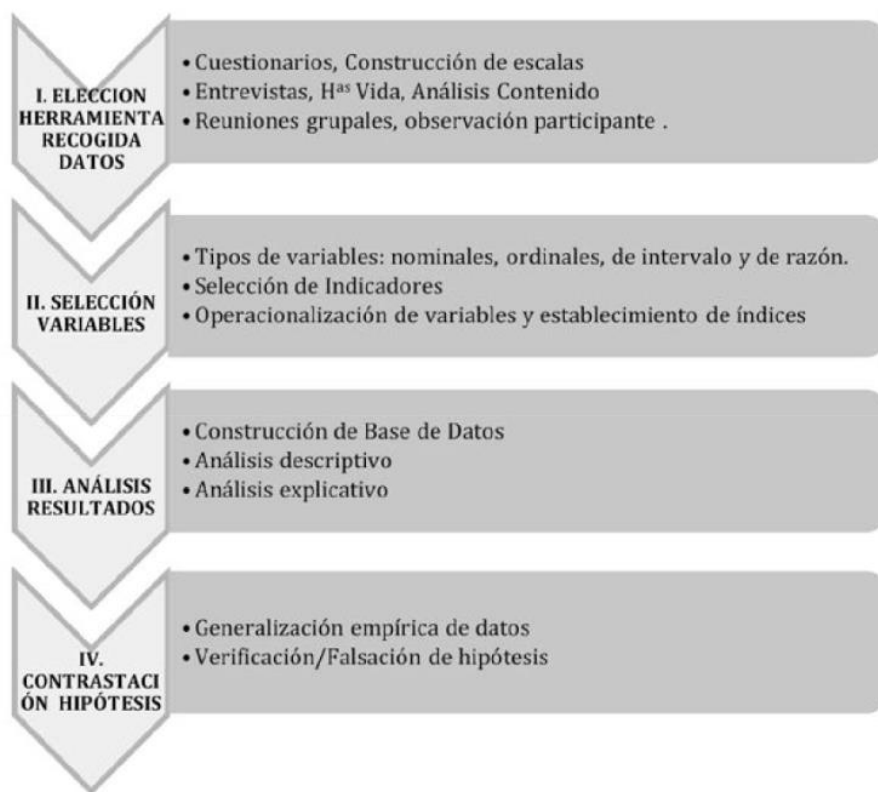 I. ELECCION
HERRAMIENTA
RECOGIDA
DATOS
• Cuestionarios, Construcción de escalas
• Entrevistas, Hᵃˢ Vida, Análisis Contenido
• Reuniones grupales, observación participante .
II. SELECCIÓN
VARIABLES
• Tipos de variables: nominales, ordinales, de intervalo y de razón.
• Selección de Indicadores
• Operacionalización de variables y establecimiento de índices
III. ANÁLISIS
RESULTADOS
• Construcción de Base de Datos
• Análisis descriptivo
• Análisis explicativo
IV.
CONTRASTACI
ÓN HIPÓTESIS
• Generalización empírica de datos
• Verificación/Falsación de hipótesis